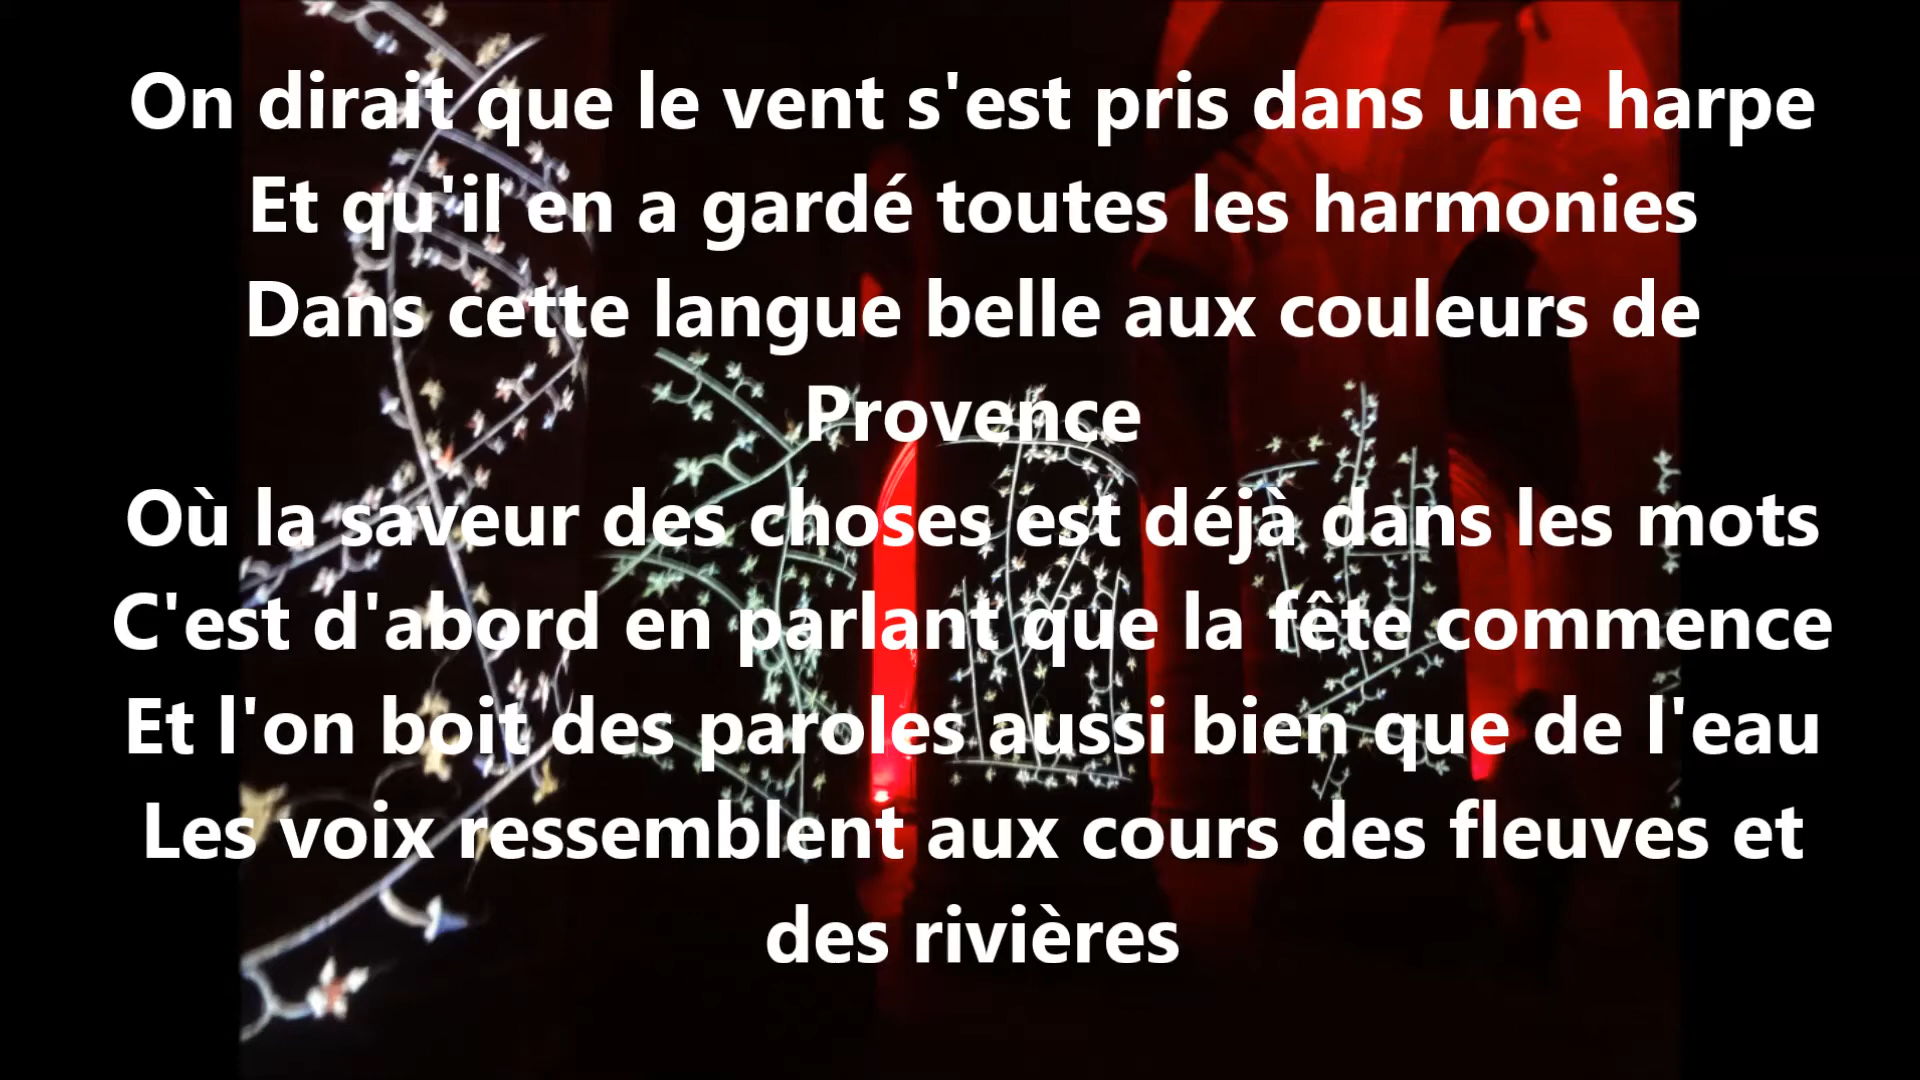 On dirait que le vent s'est pris dans une harpe
Et qu'il en a gardé toutes les harmonies
Dans cette langue belle aux couleurs de
Provence
Où la saveur des choses est déjà dans les mots
C'est d'abord en parlant que la fête commence
Et l'on boit des paroles aussi bien que de l'eau
Les voix ressemblent aux cours des fleuves et
des rivières